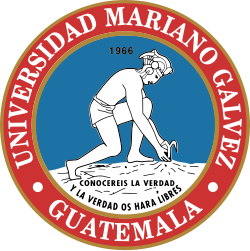 UNIVERSIDAD MARIANO GALVEZ
1966
CONOCEREIS LA VERDAD
Y LA VERDAD OS HARA LIBRES
• GUATEMALA •